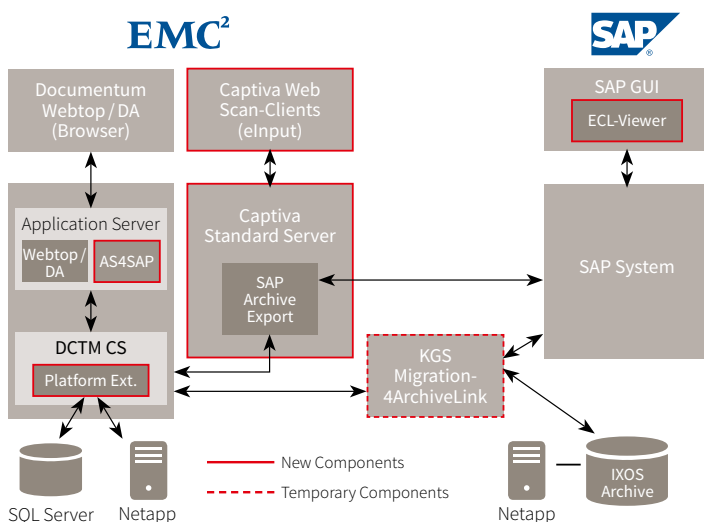 EMC²
SAP
Documentum
Webtop / DA
(Browser)
Captiva Web
Scan-Clients
(eInput)
SAP GUI
ECL-Viewer
Application Server
Webtop /
DA
AS4SAP
Captiva
Standard Server
SAP
Archive
Export
SAP System
DCTM CS
Platform Ext.
KGS
Migration-
4ArchiveLink
SQL Server
Netapp
New Components
Temporary Components
Netapp
IXOS
Archive